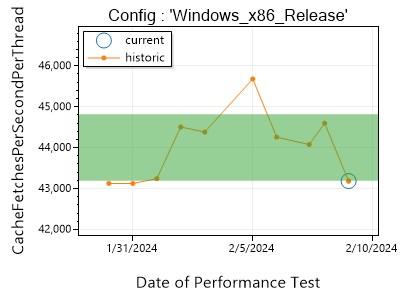 Config : 'Windows_x86_Release'
CacheFetchesPerSecondPerThread
current
historic
46,000
45,000
44,000
43,000
42,000
1/31/2024
2/5/2024
2/10/2024
Date of Performance Test